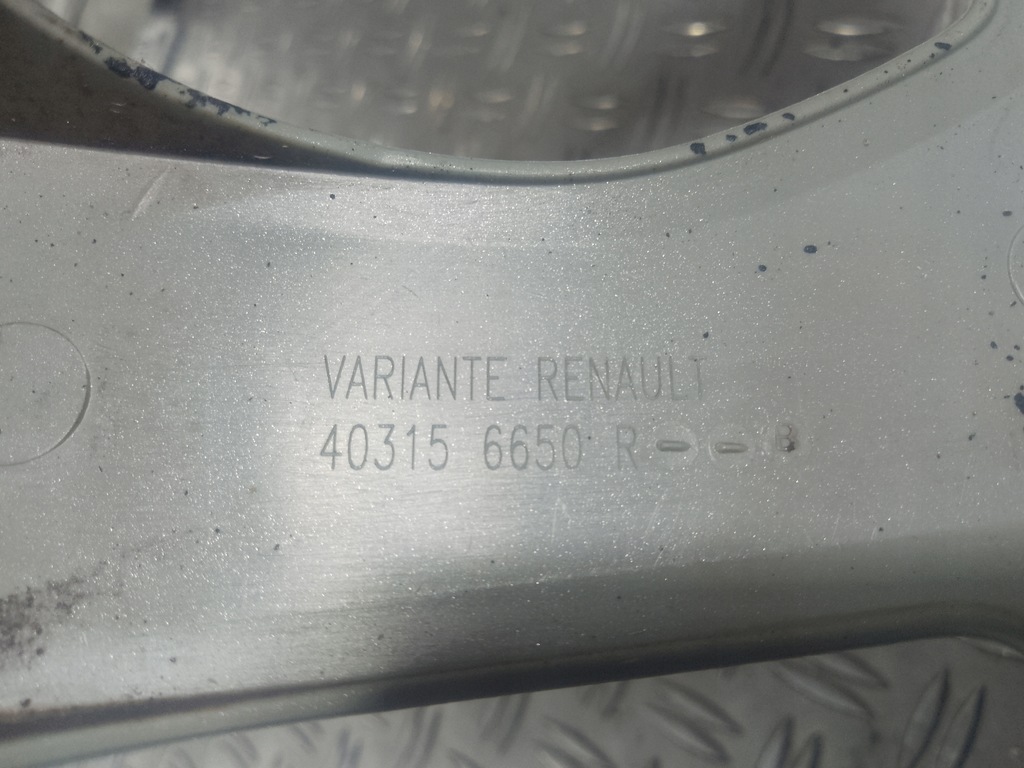 VARIANTE RENAULT
40315 6650 R - - B